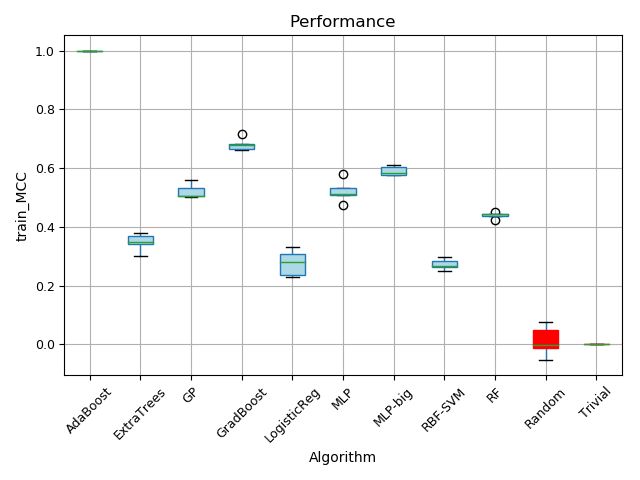 Performance
train_MCC
1.0
0.8
0.6
0.4
0.2
0.0
AdaBoost
ExtraTrees
GP
GradBoost
LogisticReg
MLP
MLP-big
RBF-SVM
RF
Random
Trivial
Algorithm